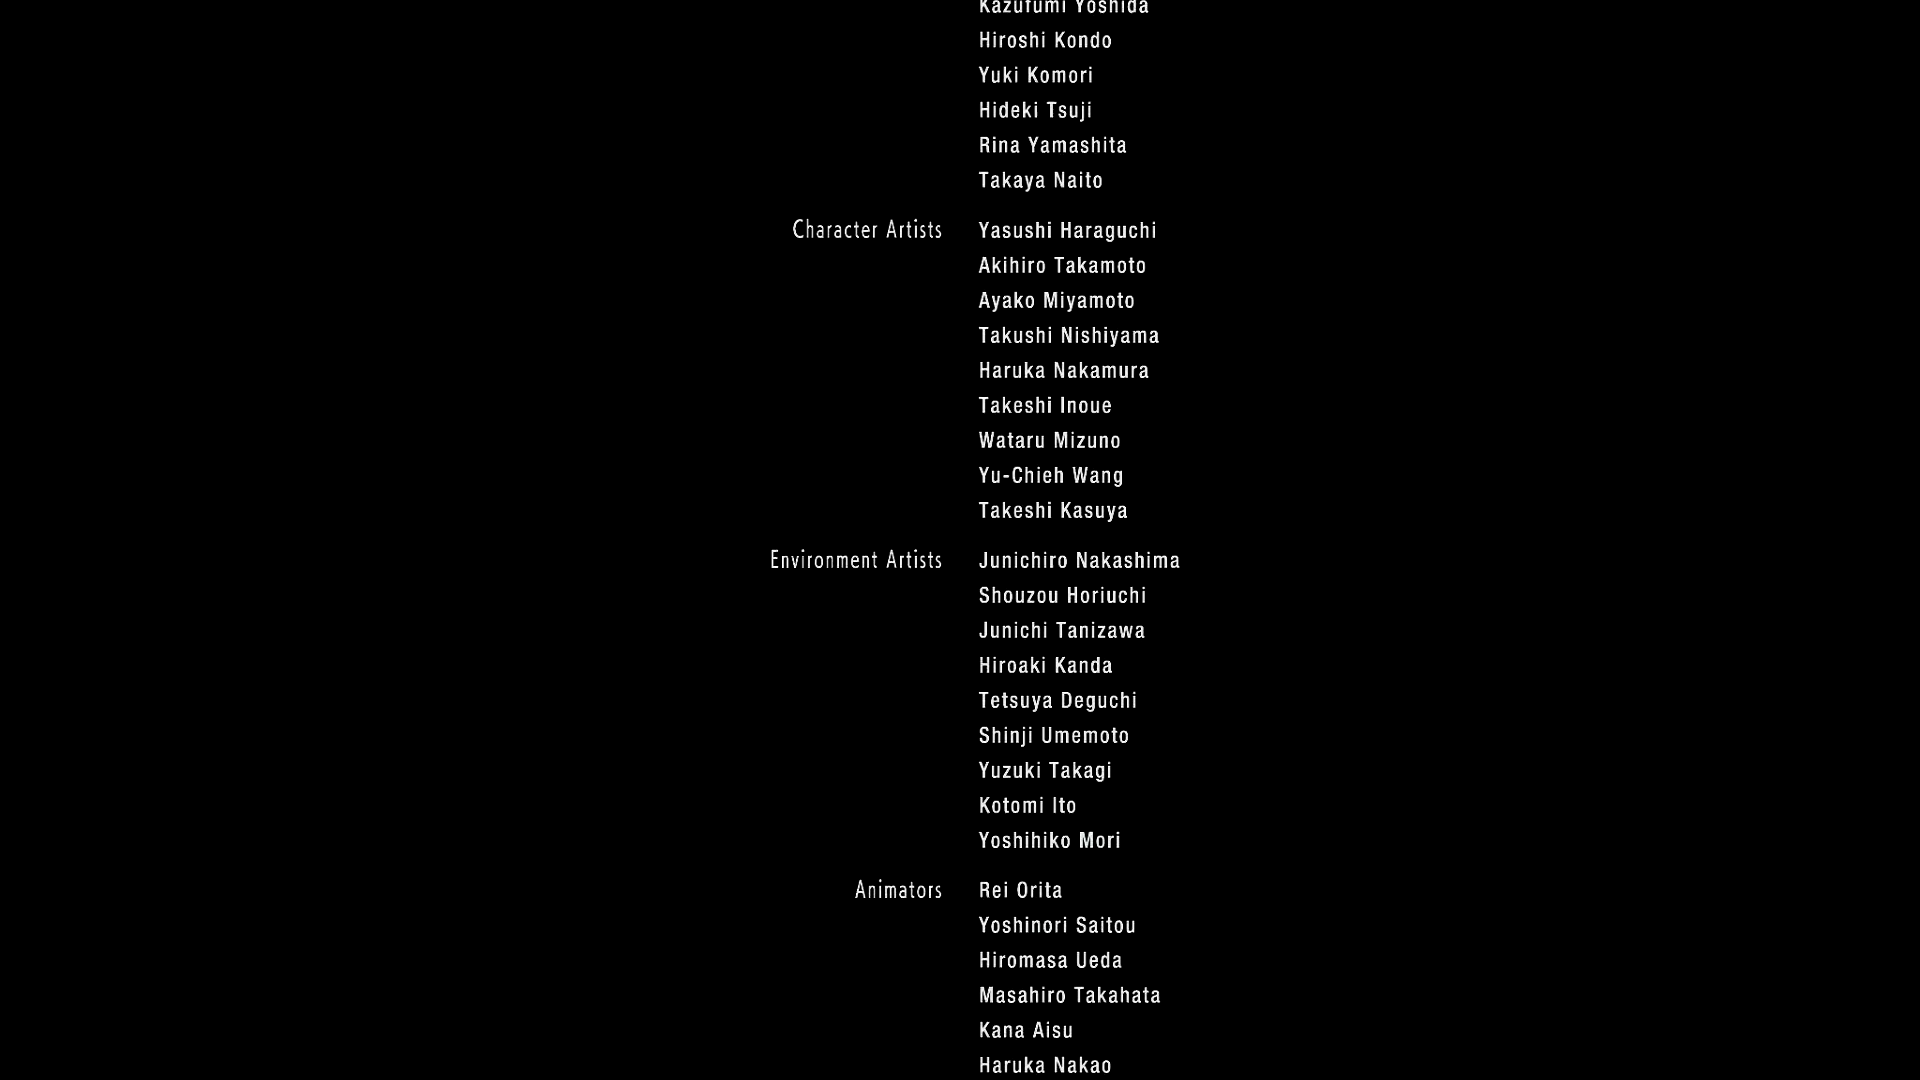 Kazufumi Yoshida
Hiroshi Kondo
Yuki Komori
Hideki Tsuji
Rina Yamashita
Takaya Naito
Character Artists Yasushi Haraguchi
Akihiro Takamoto
Ayako Miyamoto
Takushi Nishiyama
Haruka Nakamura
Takeshi Inoue
Wataru Mizuno
Yu-Chieh Wang
Takeshi Kasuya
Environment Artists Junichiro Nakashima
Shouzou Horiuchi
Junichi Tanizawa
Hiroaki Kanda
Tetsuya Deguchi
Shinji Umemoto
Yuzuki Takagi
Kotomi Ito
Yoshihiko Mori
Animators Rei Orita
Yoshinori Saitou
Hiromasa Ueda
Masahiro Takahata
Kana Aisu
Haruka Nakao